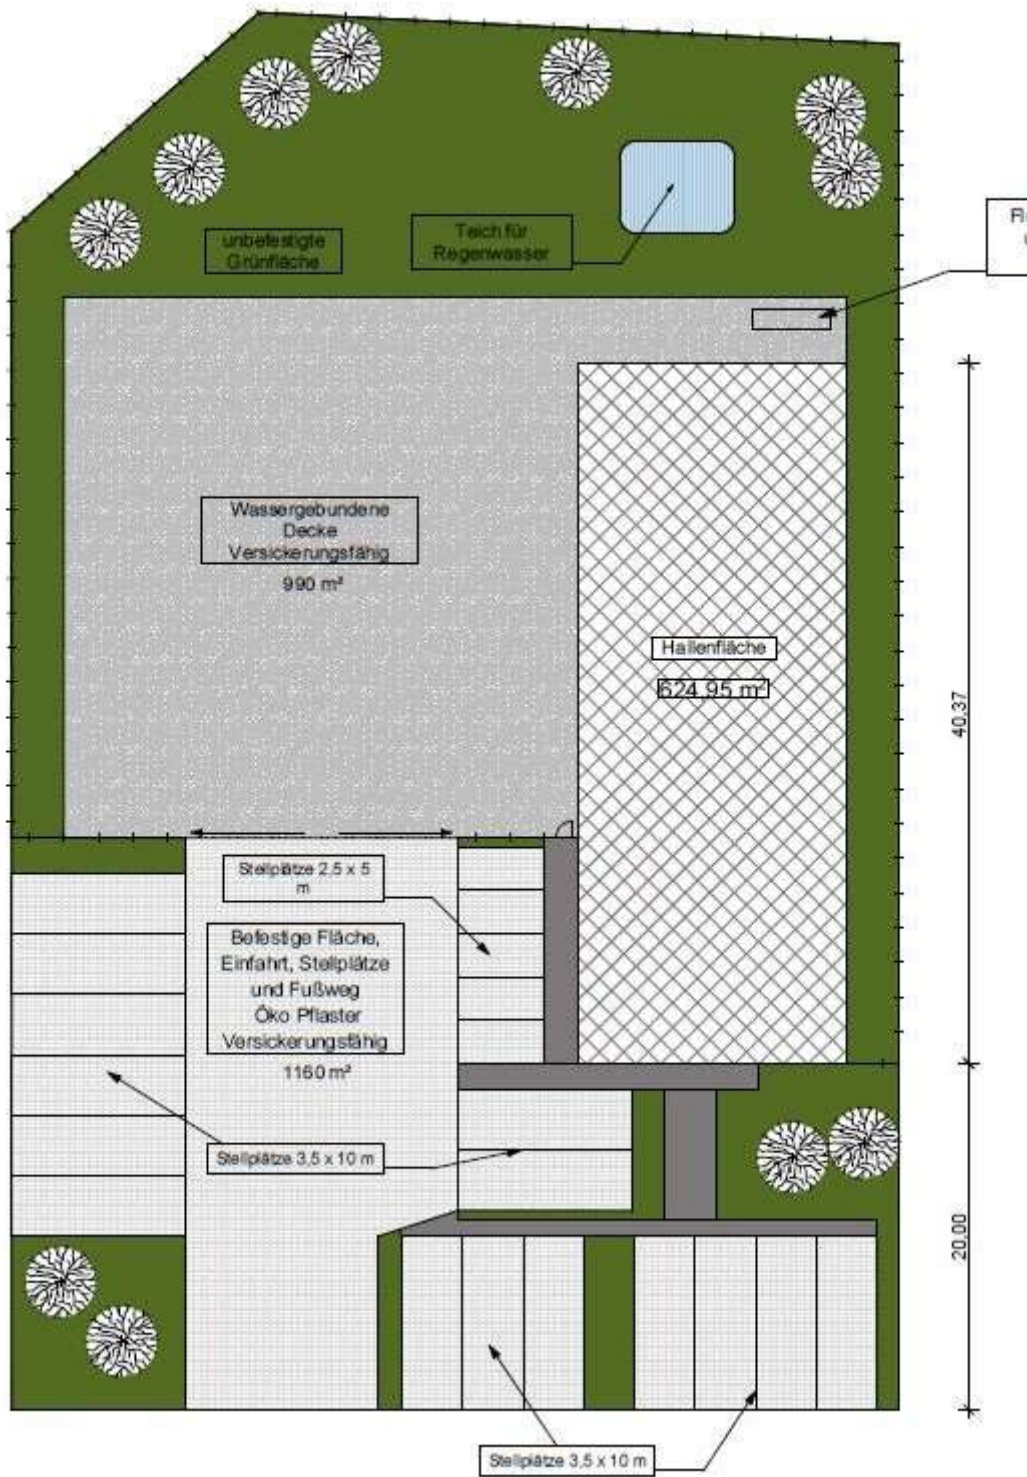 unbefestigte
Grünfläche
Teich für
Regenwasser
Wassergebundene
Decke
Versickerungsfähig
990 m²
Hallenfläche
624,95 m²
40,37
Stellplätze 2,5 x 5
m
Befestige Fläche,
Einfahrt, Stellplätze
und Fußweg
Öko Pflaster
Versickerungsfähig
1160 m²
Stellplätze 3,5 x 10 m
20,00
Stellplätze 3,5 x 10 m